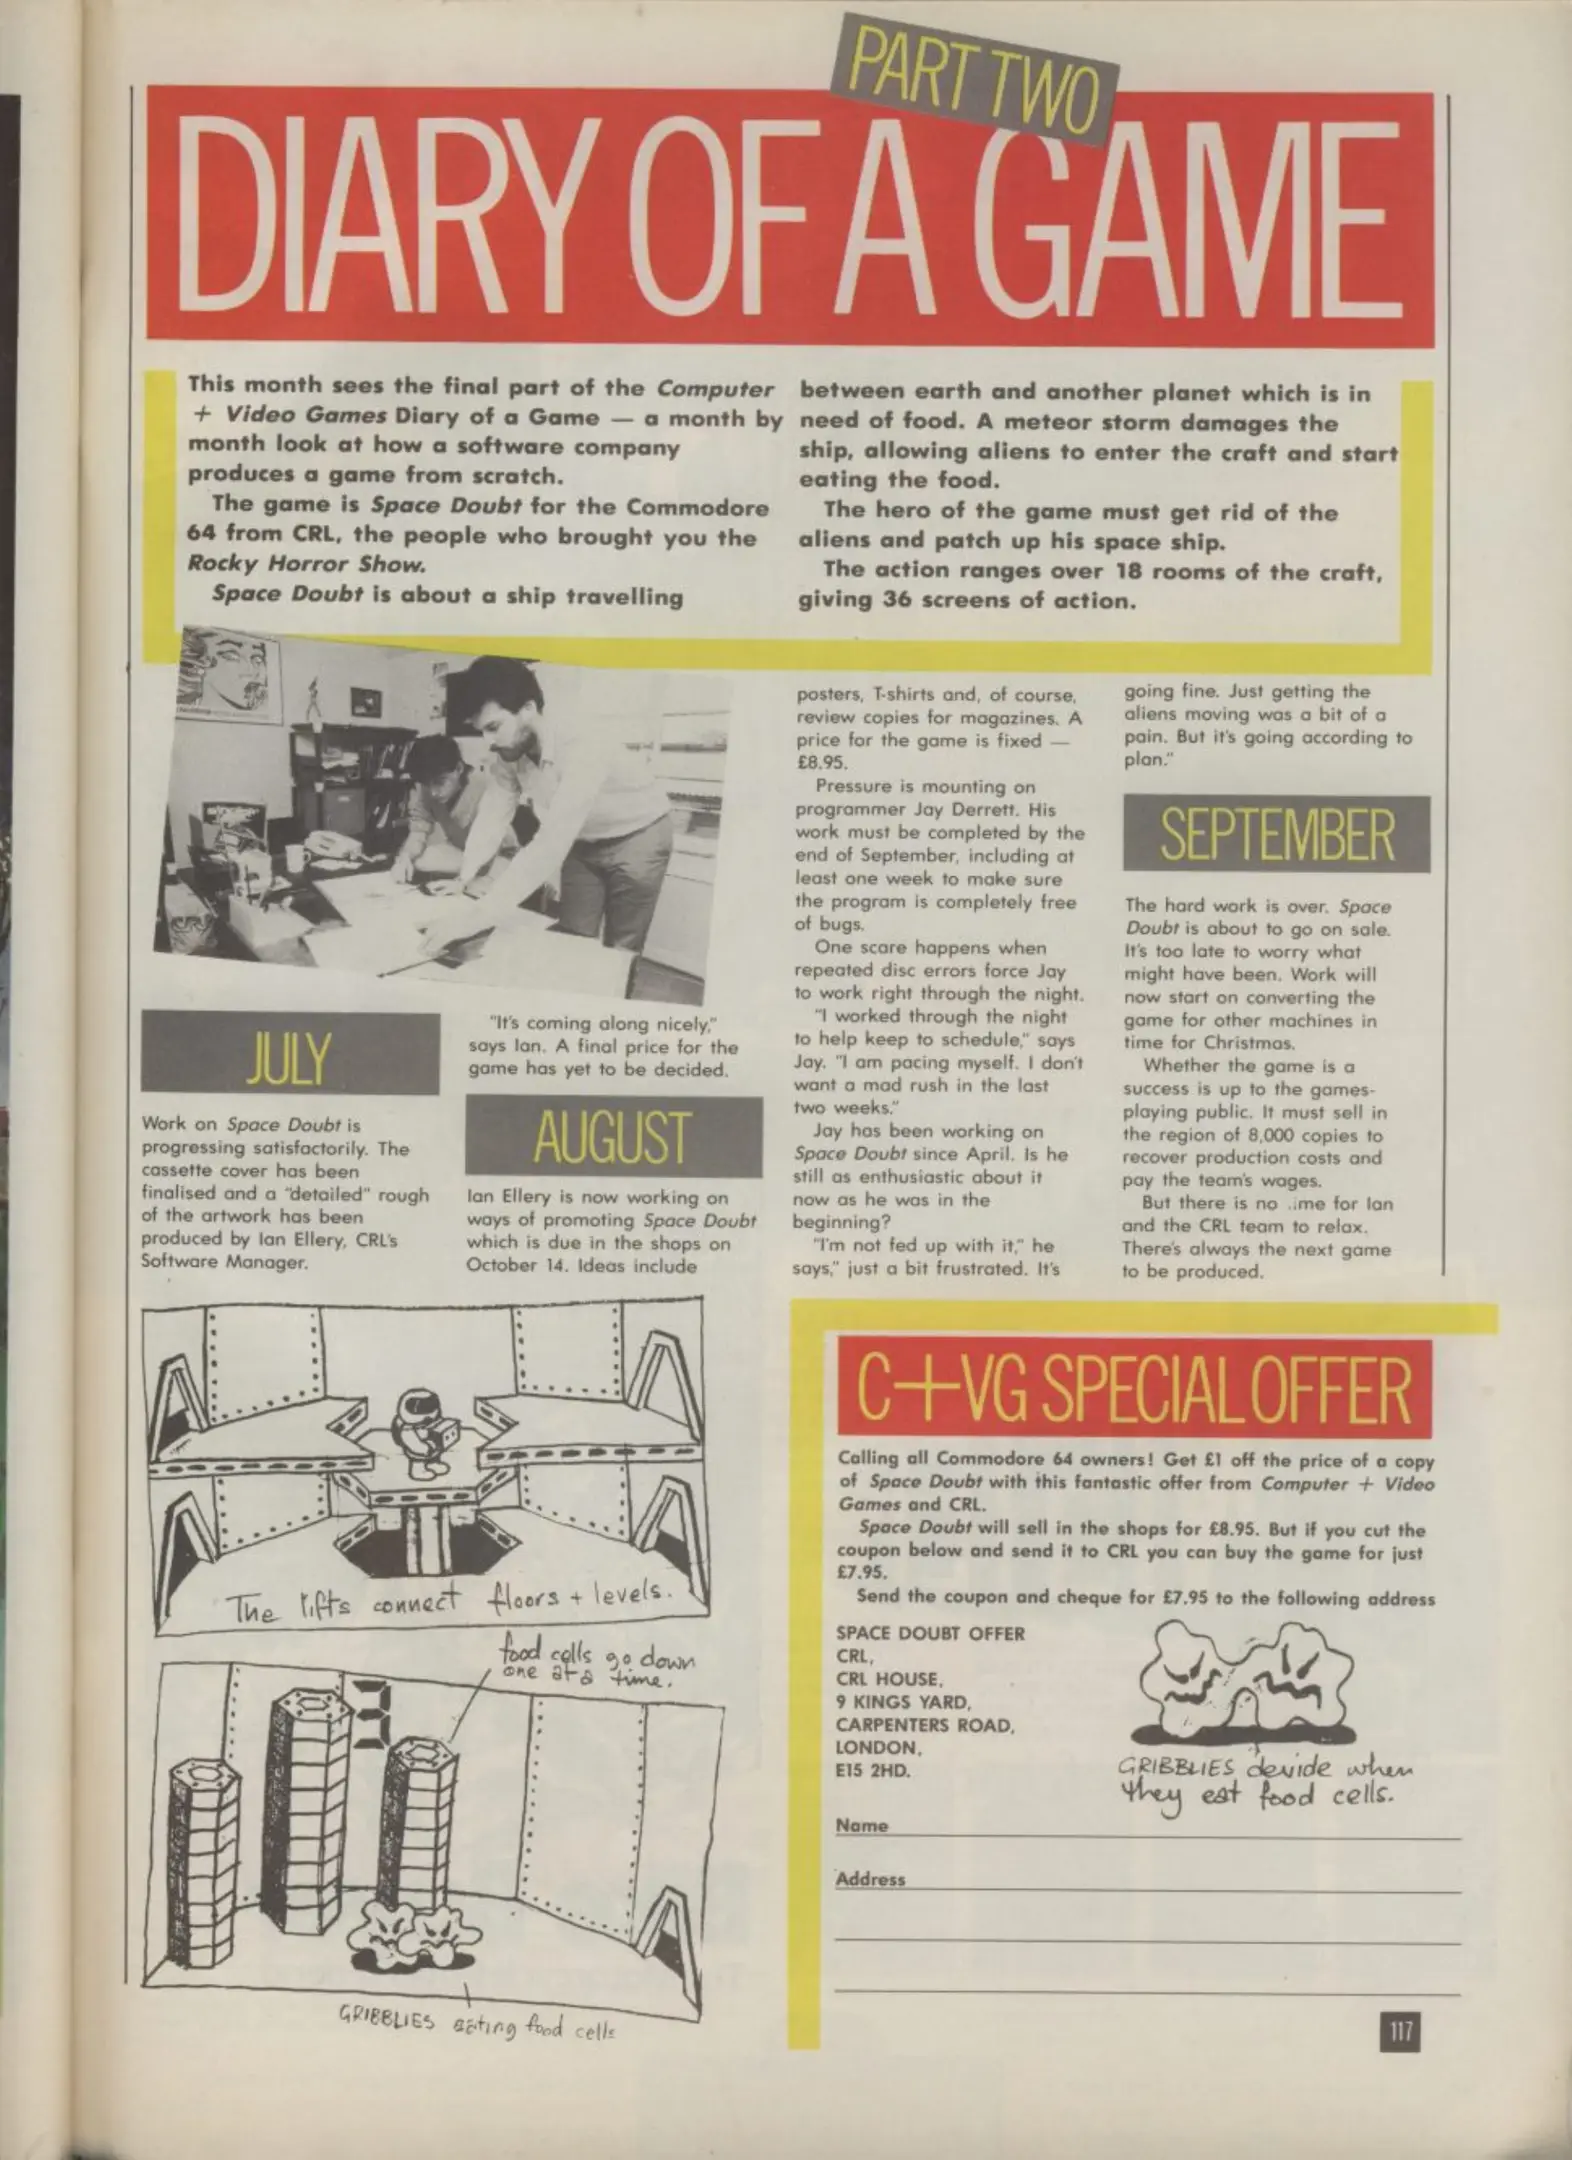 PART TWO
DIARY OF A GAME
This month sees the final part of the Computer
+ Video Games Diary of a Game — a month by
month look at how a software company
produces a game from scratch.
The game is Space Doubt for the Commodore
64 from CRL, the people who brought you the
Rocky Horror Show.
Space Doubt is about a ship travelling
between earth and another planet which is in
need of food. A meteor storm damages the
ship, allowing aliens to enter the craft and start
eating the food.
The hero of the game must get rid of the
aliens and patch up his space ship.
The action ranges over 18 rooms of the craft,
giving 36 screens of action.
JULY
Work on Space Doubt is
progressing satisfactorily. The
cassette cover has been
finalised and a "detailed" rough
of the artwork has been
produced by Ian Ellery, CRL's
Software Manager.
"It's coming along nicely,"
says Ian. A final price for the
game has yet to be decided.
AUGUST
Ian Ellery is now working on
ways of promoting Space Doubt
which is due in the shops on
October 14. Ideas include
posters, T-shirts and, of course,
review copies for magazines. A
price for the game is fixed —
£8.95.
Pressure is mounting on
programmer Jay Derrett. His
work must be completed by the
end of September, including at
least one week to make sure
the program is completely free
of bugs.
One scare happens when
repeated disc errors force Jay
to work right through the night.
"I worked through the night
to help keep to schedule," says
Jay. "I am pacing myself. I don't
want a mad rush in the last
two weeks."
Jay has been working on
Space Doubt since April. Is he
still as enthusiastic about it
now as he was in the
beginning?
"I'm not fed up with it," he
says," just a bit frustrated. It's
going fine. Just getting the
aliens moving was a bit of a
pain. But it's going according to
plan."
SEPTEMBER
The hard work is over. Space
Doubt is about to go on sale.
It's too late to worry what
might have been. Work will
now start on converting the
game for other machines in
time for Christmas.
Whether the game is a
success is up to the games-
playing public. It must sell in
the region of 8,000 copies to
recover production costs and
pay the team's wages.
But there is no .ime for Ian
and the CRL team to relax.
There's always the next game
to be produced.
The lifts connect floors + levels.
food cells go down
one at a time.
3
GRIBBLIES eating food cells
C+VG SPECIAL OFFER
Calling all Commodore 64 owners! Get £1 off the price of a copy
of Space Doubt with this fantastic offer from Computer + Video
Games and CRL.
Space Doubt will sell in the shops for £8.95. But if you cut the
coupon below and send it to CRL you can buy the game for just
£7.95.
Send the coupon and cheque for £7.95 to the following address
SPACE DOUBT OFFER
CRL,
CRL HOUSE,
9 KINGS YARD,
CARPENTERS ROAD,
LONDON,
E15 2HD.
GRIBBLIES devide when
they eat food cells.
Name
Address
117